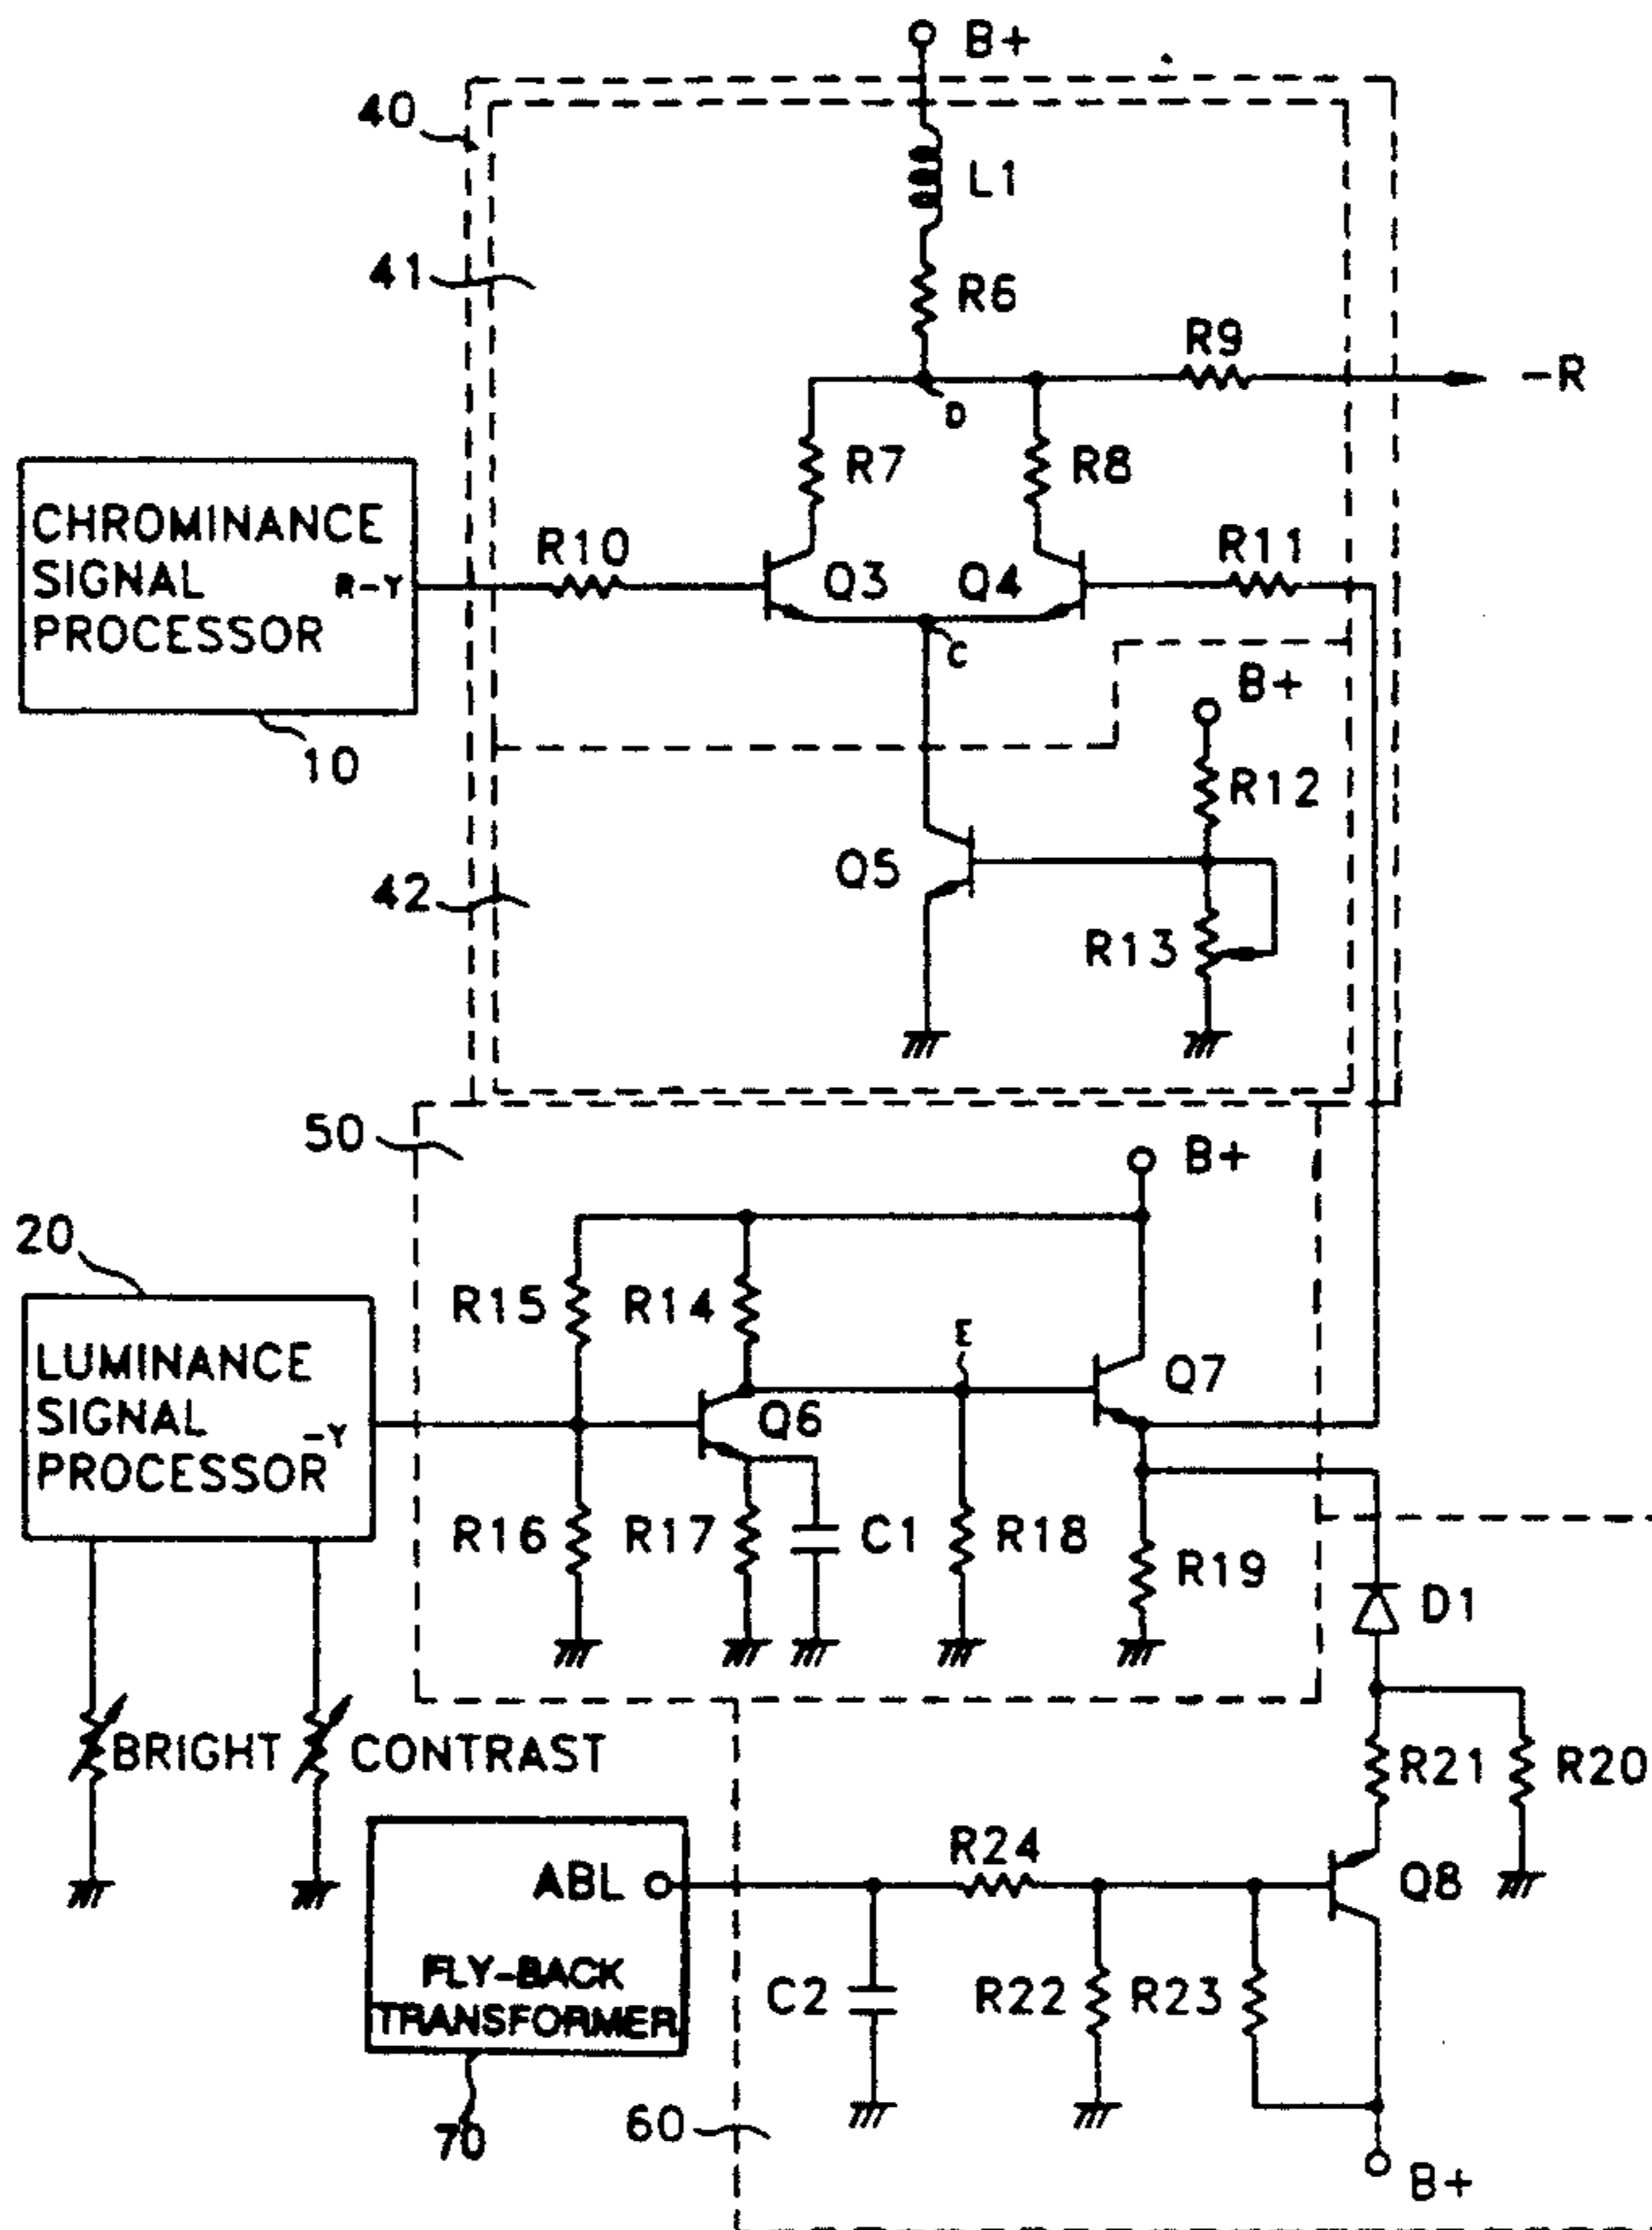 B+
40
L1
41
R6
R9
-R
D
R7
R8
CHROMINANCE
SIGNAL
R-Y
PROCESSOR
R10
Q3
Q4
R11
C
B+
10
R12
Q5
42
R13
50
B+
20
R15
R14
E
Q7
LUMINANCE
SIGNAL
-Y
PROCESSOR
Q6
R16
R17
C1
R18
R19
D1
BRIGHT
CONTRAST
R21
R20
R24
ABL
Q8
FLY-BACK
TRANSFORMER
C2
R22
R23
70
60
B+